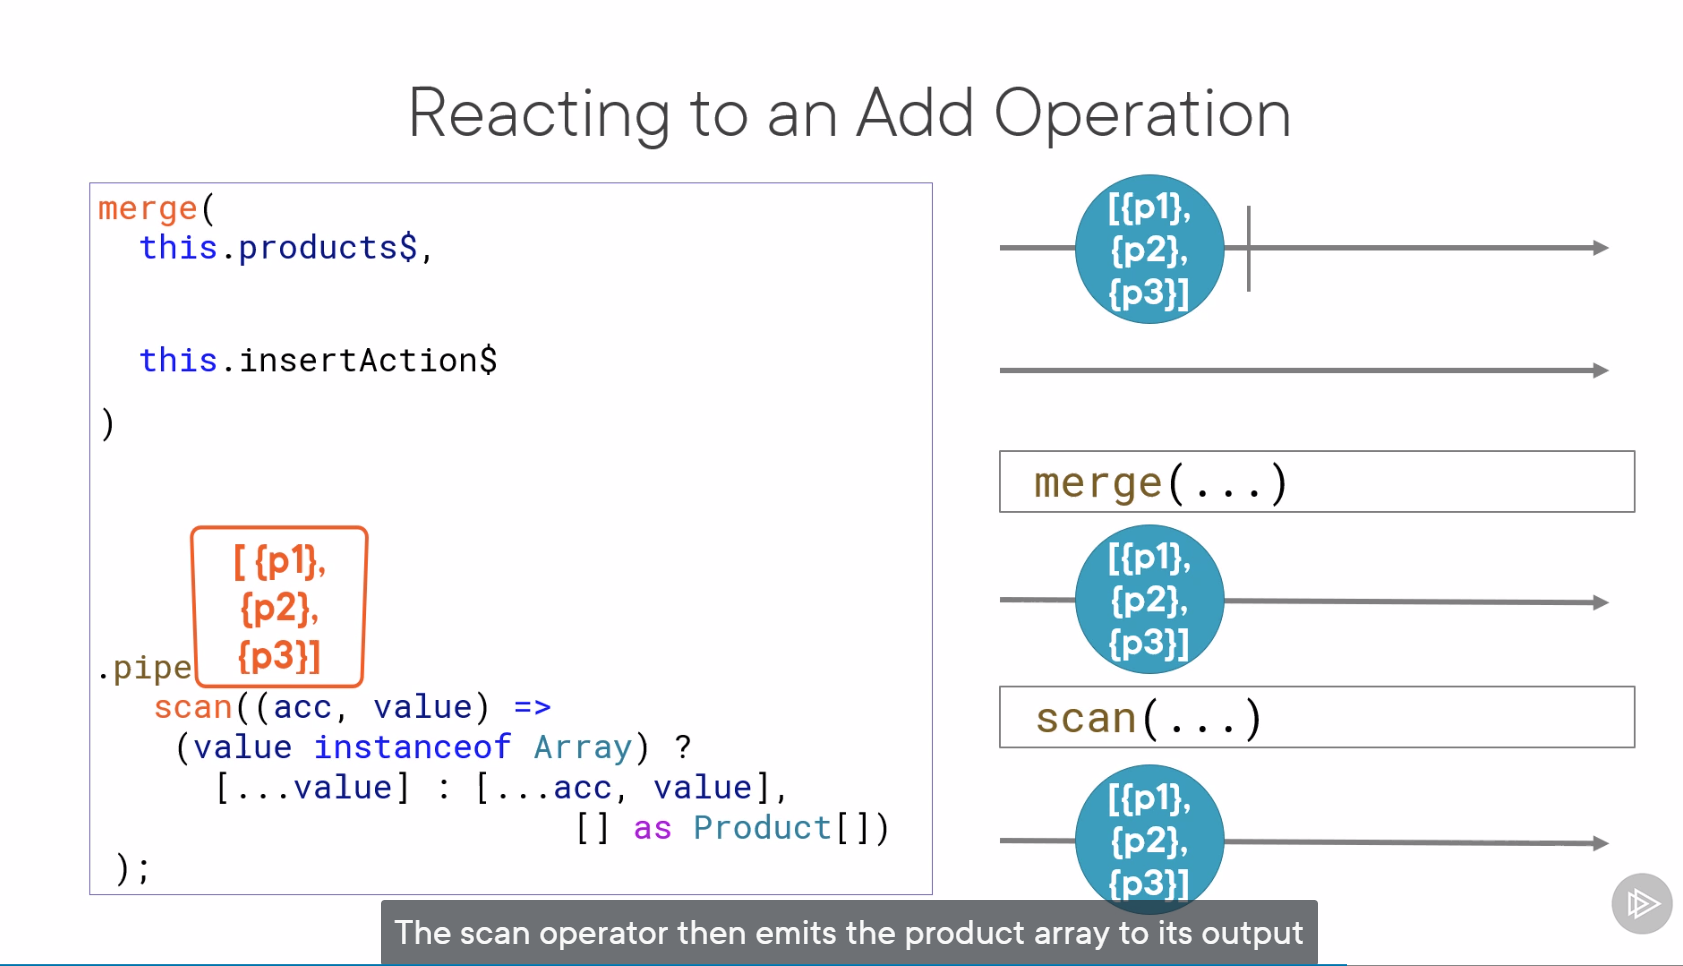 Reacting to an Add Operation
merge(
this.products$,
this.insertAction$
)
[ {p1},
{p2},
{p3}]
.pipe
scan((acc, value) =>
(value instanceof Array) ?
[...value] : [...acc, value],
[] as Product[])
);
[{p1},
{p2},
{p3}]
merge(...)
[{p1},
{p2},
{p3}]
scan(...)
[{p1},
{p2},
{p3}]
The scan operator then emits the product array to its output